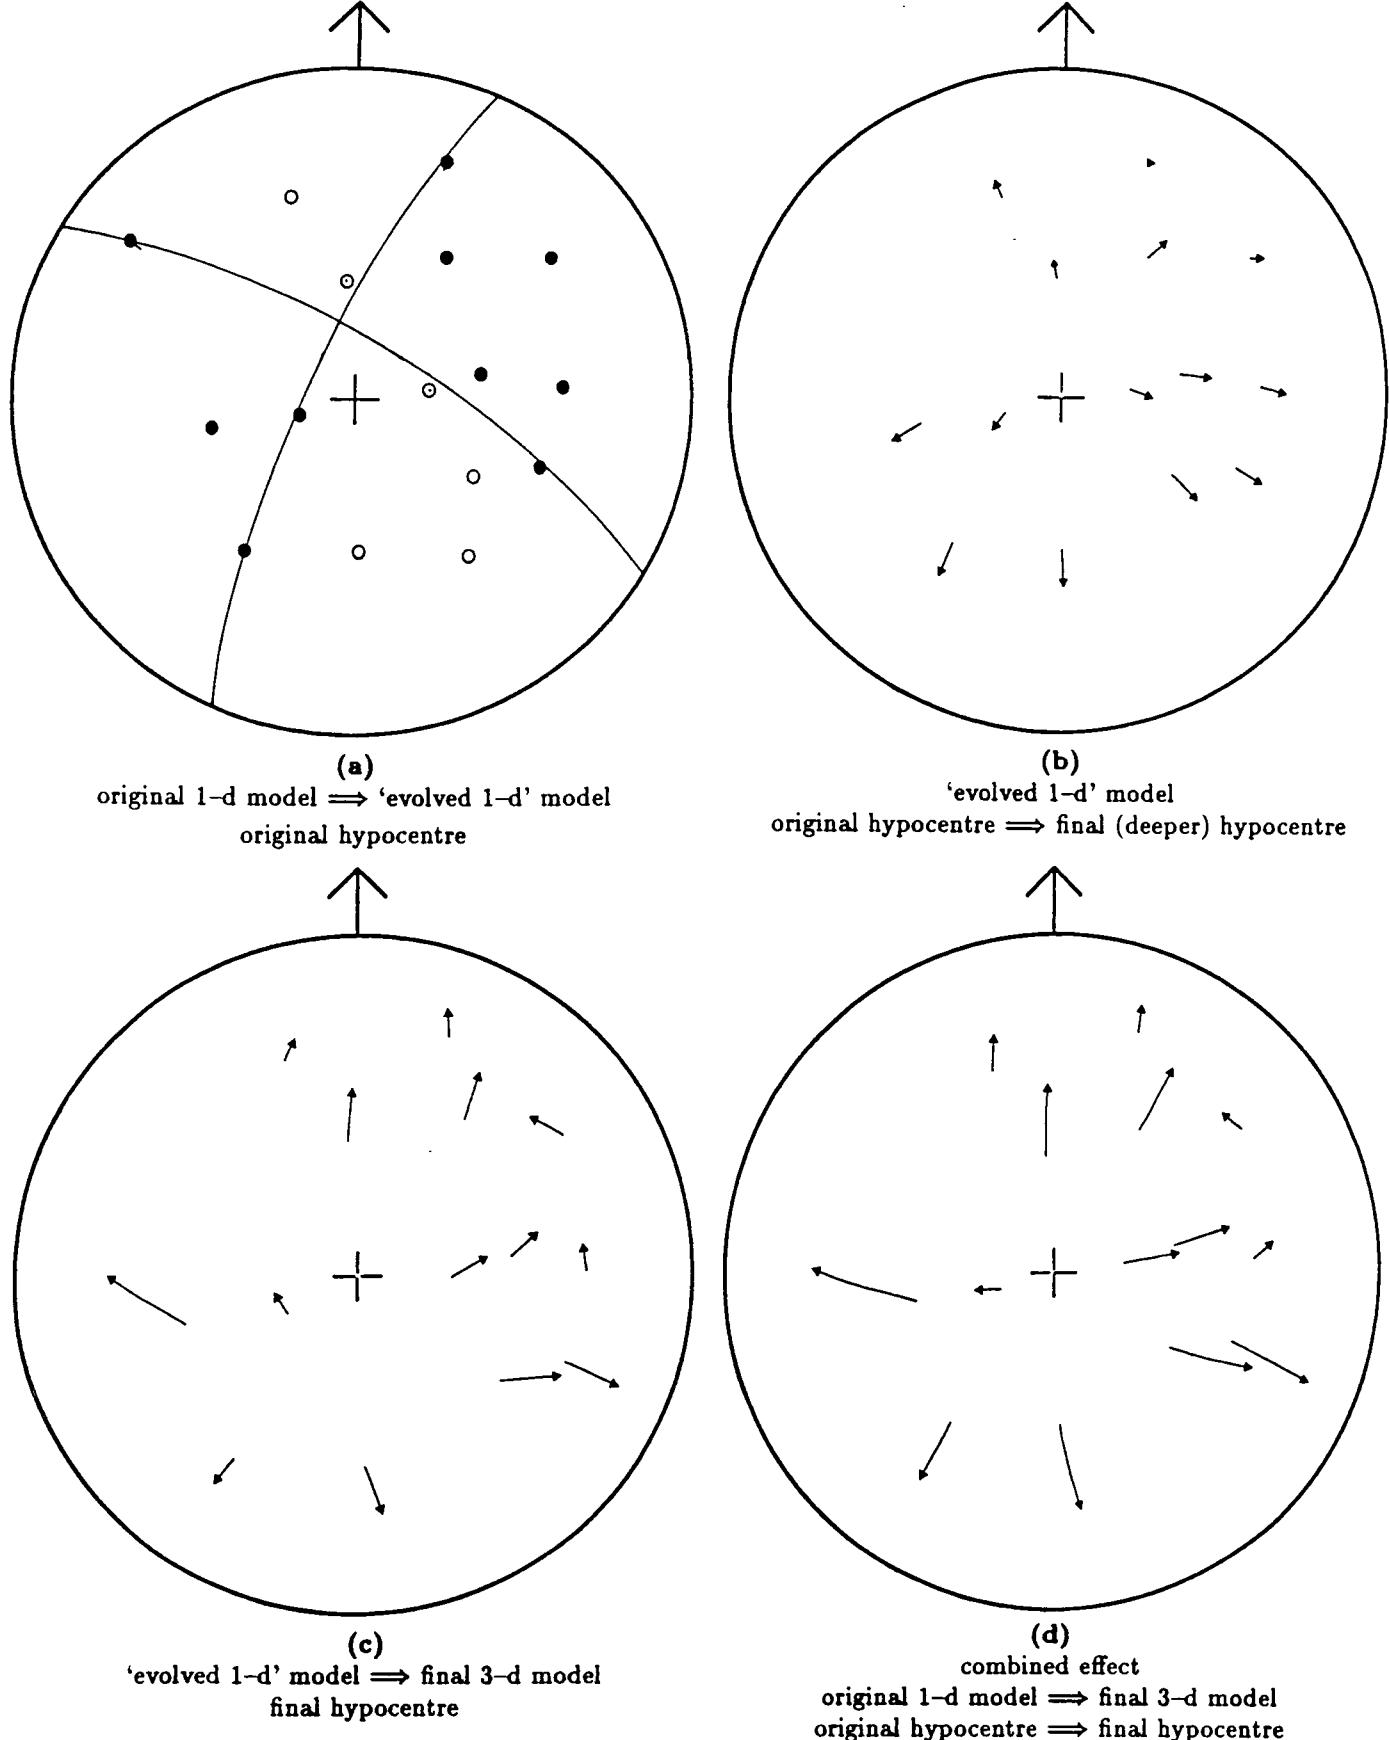 (a)
original 1–d model ⟹ ‘evolved 1–d’ model
original hypocentre
(b)
‘evolved 1–d’ model
original hypocentre ⟹ final (deeper) hypocentre
(c)
‘evolved 1–d’ model ⟹ final 3–d model
final hypocentre
(d)
combined effect
original 1–d model ⟹ final 3–d model
original hypocentre ⟹ final hypocentre